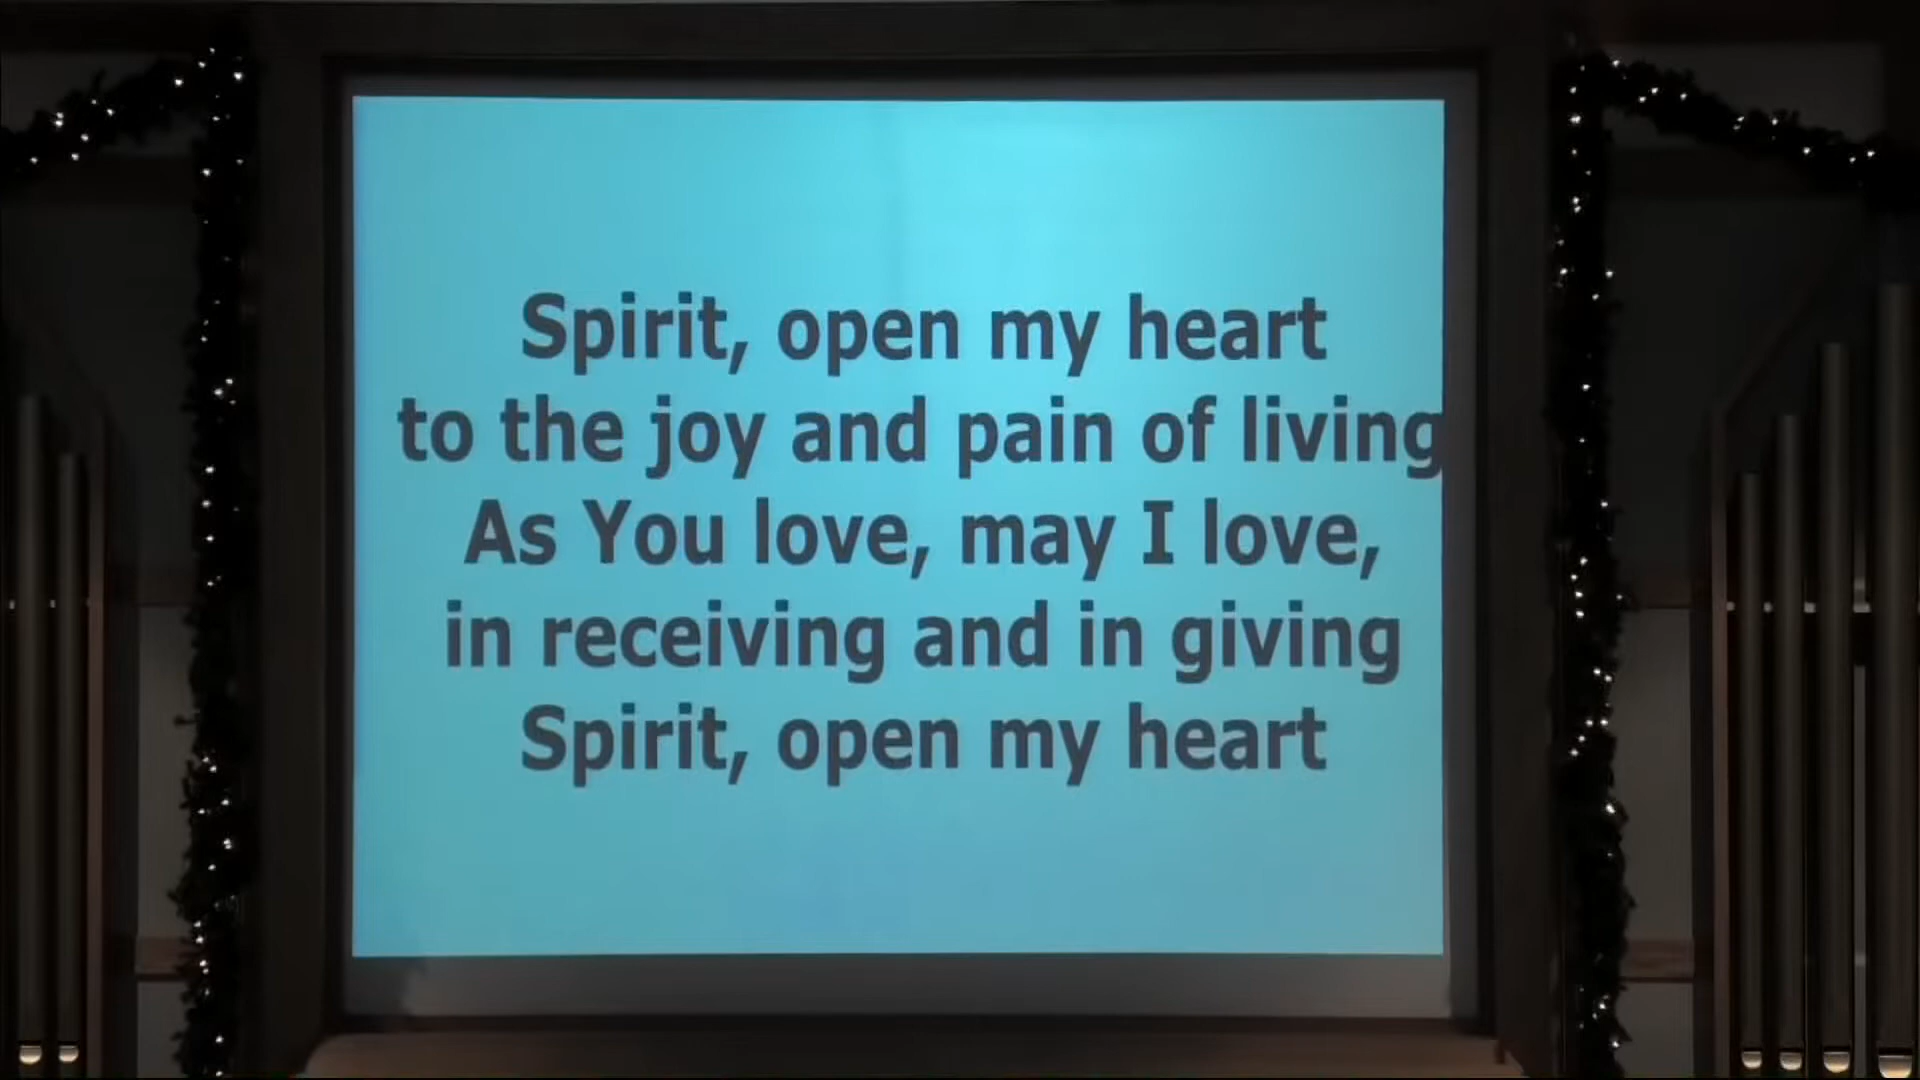 Spirit, open my heart
to the joy and pain of living
As You love, may I love,
in receiving and in giving
Spirit, open my heart